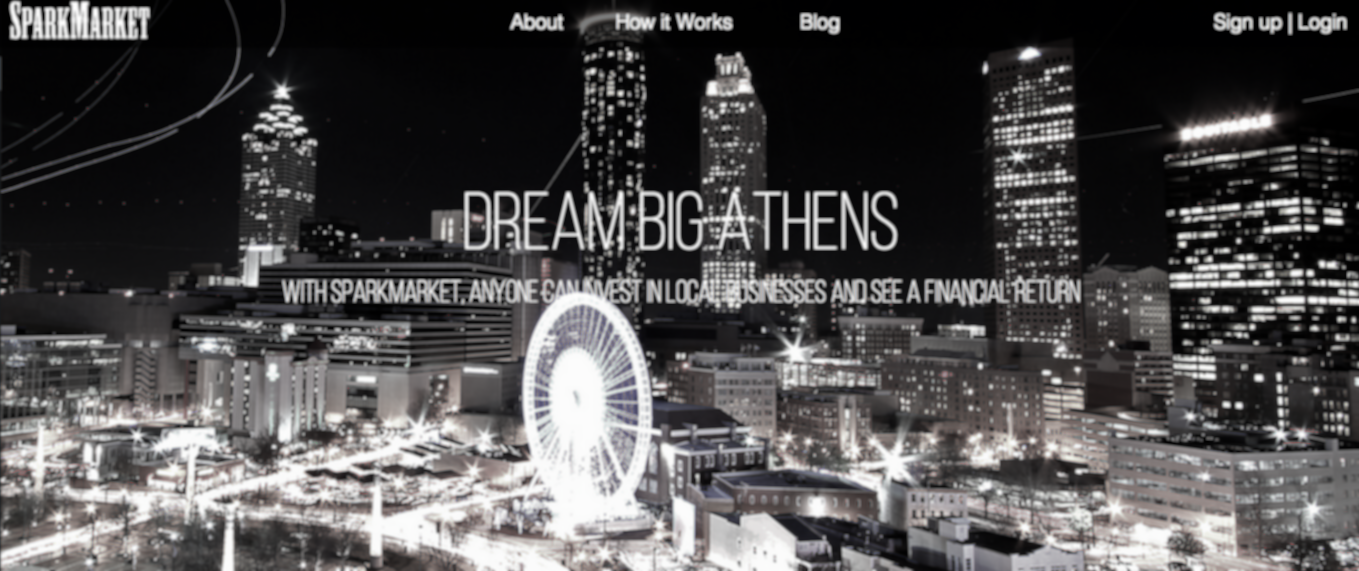 SPARKMARKET
About How it Works Blog
Sign up | Login
EQUITABLE
DREAM BIG ATHENS
WITH SPARKMARKET, ANYONE CAN INVEST IN LOCAL BUSINESSES AND SEE A FINANCIAL RETURN